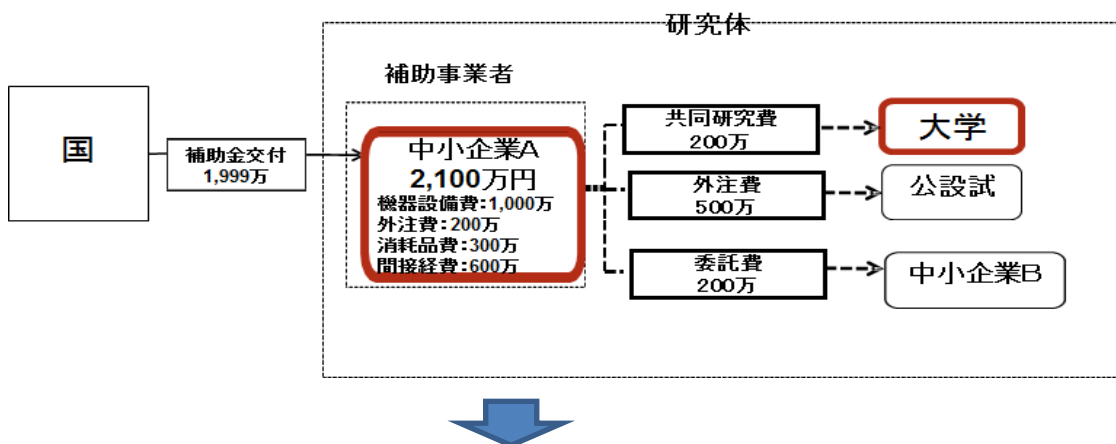 研究体
補助事業者
国
補助金交付
1,999万
中小企業A
2,100万円
機器設備費：1,000万
外注費：200万
消耗品費：300万
間接経費：600万
共同研究費
200万
大学
外注費
500万
公設試
委託費
200万
中小企業B